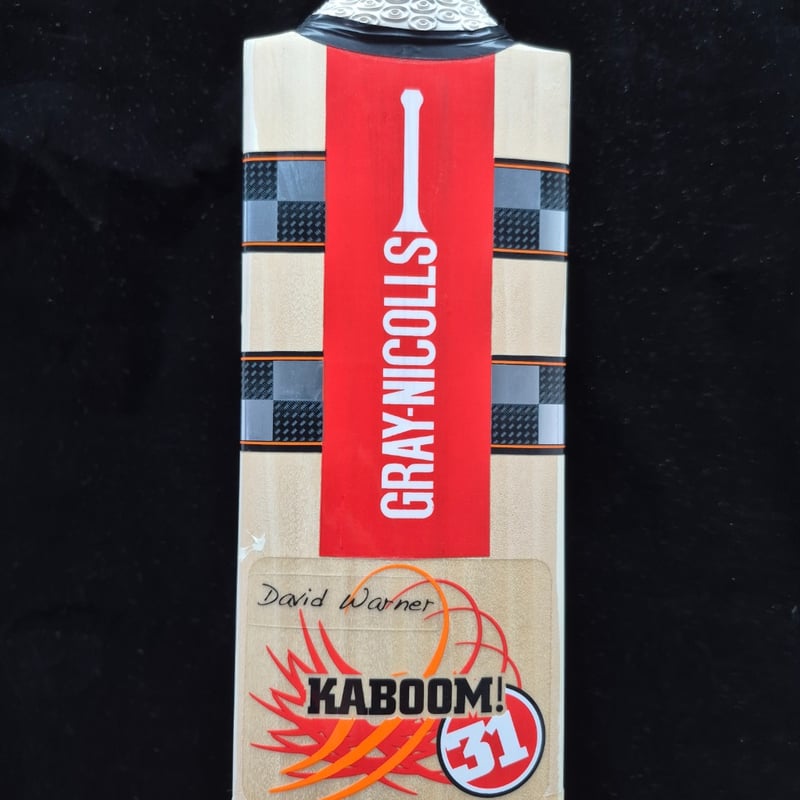 GRAY-NICOLLS
David Warner
KABOOM!
31